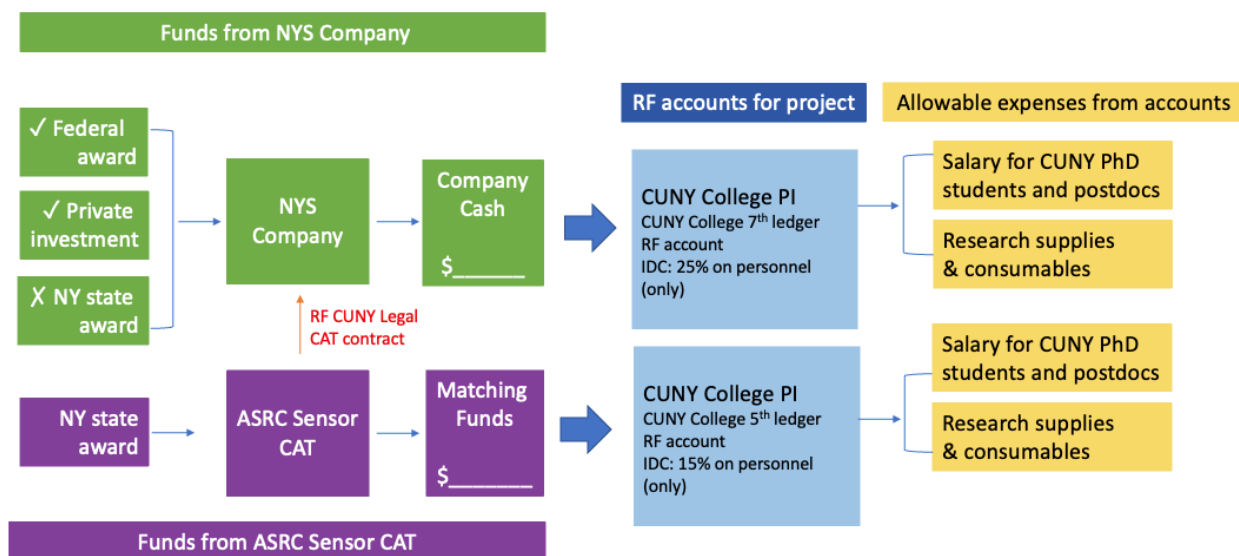 Funds from NYS Company
RF accounts for project
Allowable expenses from accounts
✓ Federal
award
✓ Private
investment
✗ NY state
award
NYS
Company
Company
Cash
$______
CUNY College PI
CUNY College 7th ledger
RF account
IDC: 25% on personnel
(only)
Salary for CUNY PhD
students and postdocs
Research supplies
& consumables
RF CUNY Legal
CAT contract
NY state
award
ASRC Sensor
CAT
Matching
Funds
$_______
CUNY College PI
CUNY College 5th ledger
RF account
IDC: 15% on personnel
(only)
Salary for CUNY PhD
students and postdocs
Research supplies
& consumables
Funds from ASRC Sensor CAT